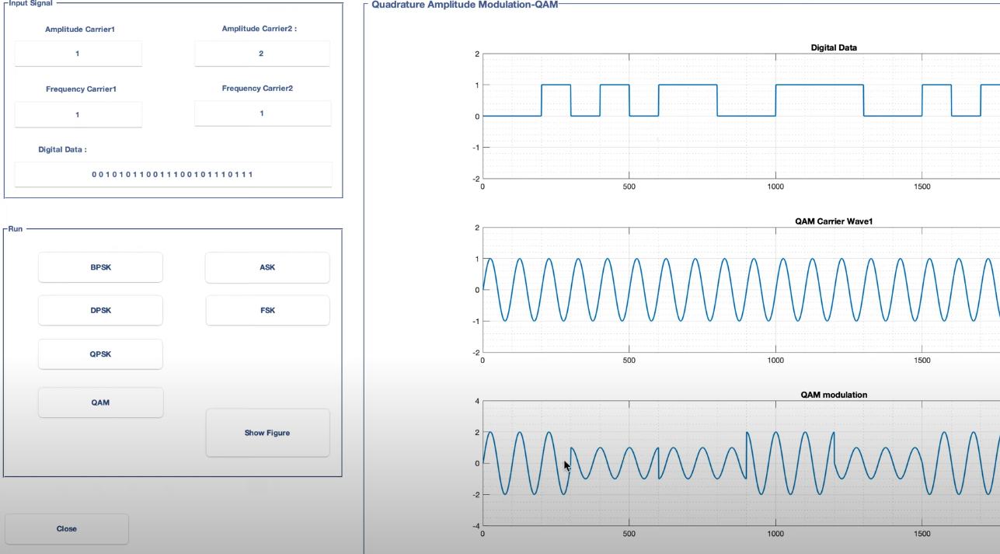 Input Signal
Amplitude Carrier1
Amplitude Carrier2 :
1
2
Frequency Carrier1
Frequency Carrier2
1
1
Digital Data :
0 0 1 0 1 0 1 1 0 0 1 1 1 0 0 1 0 1 1 1 0 1 1 1
Run
BPSK
ASK
DPSK
FSK
QPSK
QAM
Show Figure
Close
Quadrature Amplitude Modulation-QAM
Digital Data
2
1
0
-1
-2
0 500 1000 1500
QAM Carrier Wave1
2
1
0
-1
-2
0 500 1000 1500
QAM modulation
4
2
0
-2
-4
0 500 1000 1500